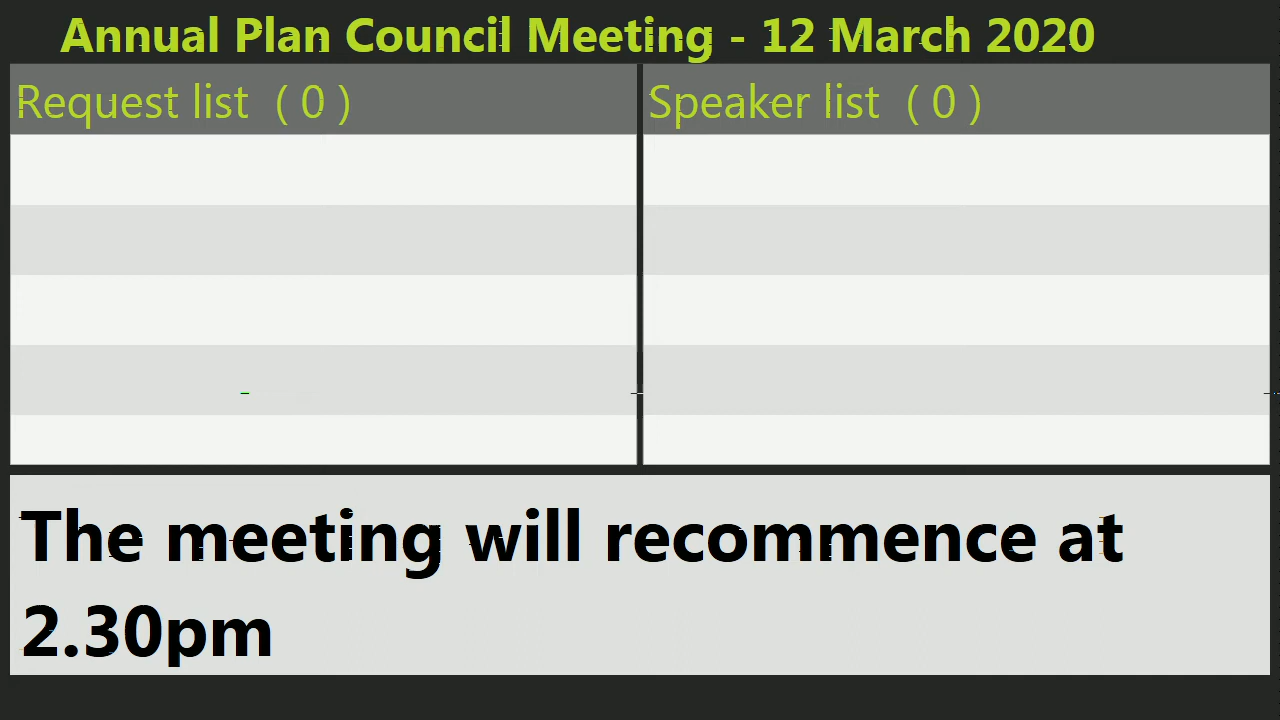 Annual Plan Council Meeting - 12 March 2020
Request list ( 0 )
Speaker list ( 0 )
The meeting will recommence at
2.30pm